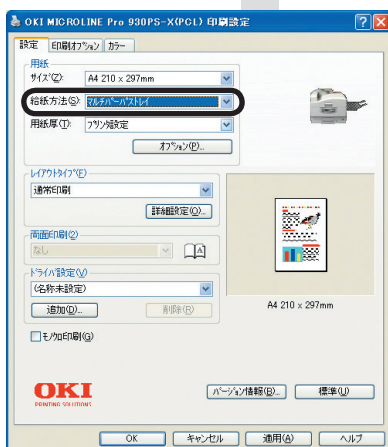 OKI MICROLINE Pro 930PS-X(PCL) 印刷設定
設定 印刷ｵﾌﾟｼｮﾝ ｶﾗｰ
用紙
ｻｲｽﾞ(Z): A4 210 x 297mm
給紙方法(S): ﾏﾙﾁﾊﾟｰﾊﾟｽﾄﾚｲ
用紙厚(T): ﾌﾟﾘﾝﾀ設定
ｵﾌﾟｼｮﾝ(P)...
ﾚｲｱｳﾄﾀｲﾌﾟ(E)
通常印刷
詳細設定(O)...
両面印刷(2)
なし
ﾄﾞﾗｲﾊﾞ設定(V)
(名称未設定)
追加(D)...
削除(R)
A4 210 x 297mm
ﾓﾉｸﾛ印刷(G)
OKI
PRINTING SOLUTIONS
ﾊﾞｰｼﾞｮﾝ情報(B)...
標準(U)
OK
キャンセル
適用(A)
ヘルプ